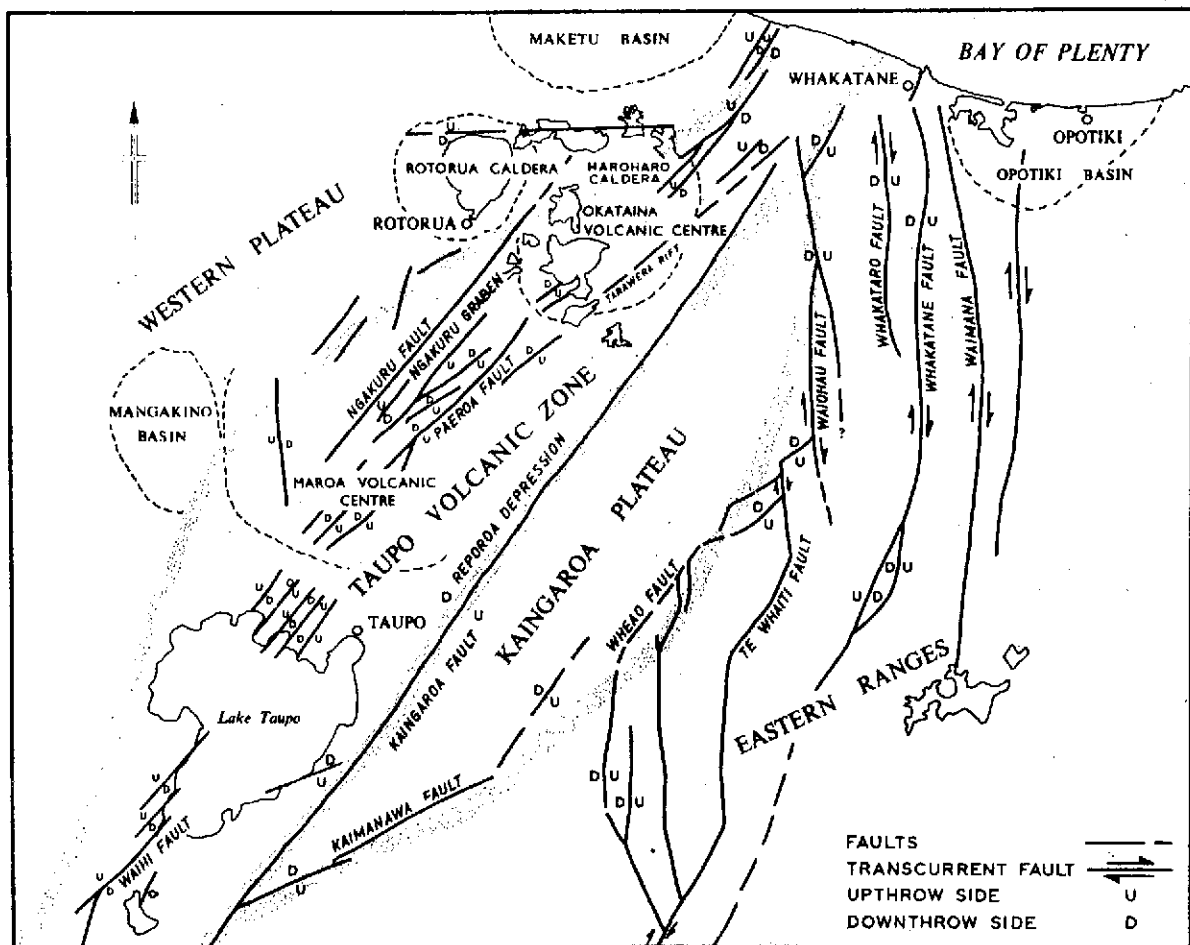 MAKETU BASIN
BAY OF PLENTY
WHAKATANE
OPOTIKI
OPOTIKI BASIN
ROTORUA CALDERA
HAROHARO
CALDERA
OKATAINA
VOLCANIC CENTRE
ROTORUA
TARAWERA RIFT
WESTERN PLATEAU
NGAKURU FAULT
NGAKURU GRABEN
PAEROA FAULT
MANGAKINO
BASIN
MAROA VOLCANIC
CENTRE
TAUPO VOLCANIC ZONE
REPOROA DEPRESSION
KAINGAROA PLATEAU
KAINGAROA FAULT
WAIOHAU FAULT
WHAKATARO FAULT
WHAKATANE FAULT
WAIMANA FAULT
WHEAO FAULT
TE WHAITI FAULT
EASTERN RANGES
TAUPO
Lake Taupo
KAIMANAWA FAULT
WAIHI FAULT
FAULTS
TRANSCURRENT FAULT
UPTHROW SIDE U
DOWNTHROW SIDE D